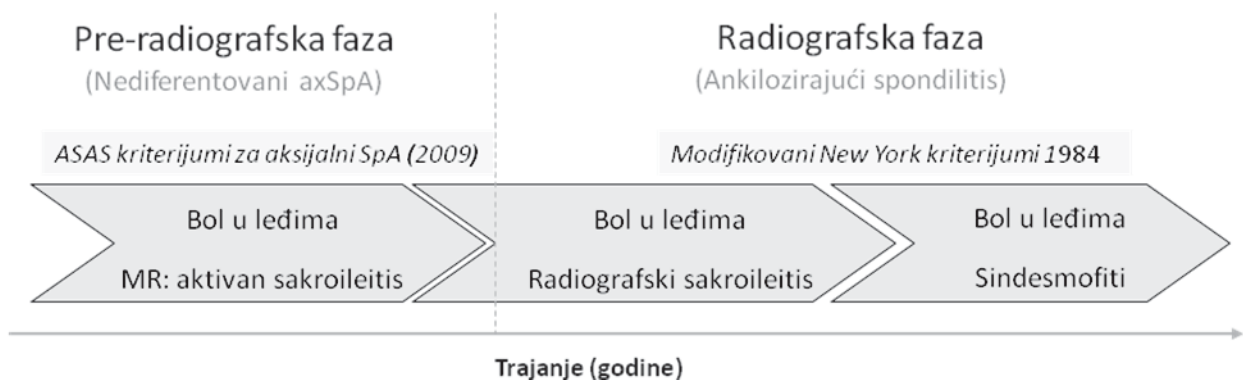 Pre-radiografska faza
(Nediferentovani axSpA)
Radiografska faza
(Ankilozirajući spondilitis)
ASAS kriterijumi za aksijalni SpA (2009)
Modifikovani New York kriterijumi 1984
Bol u leđima
MR: aktivan sakroileitis
Bol u leđima
Radiografski sakroileitis
Bol u leđima
Sindesmofiti
Trajanje (godine)